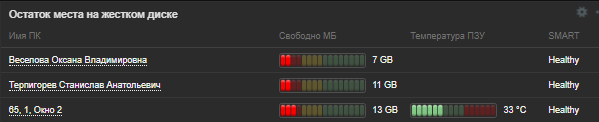 Остаток места на жестком диске
Имя ПК Свободно МБ Температура ПЗУ SMART
Веселова Оксана Владимировна 7 GB Healthy
Терпигорев Станислав Анатольевич 11 GB Healthy
65, 1, Окно 2 13 GB 33 °C Healthy